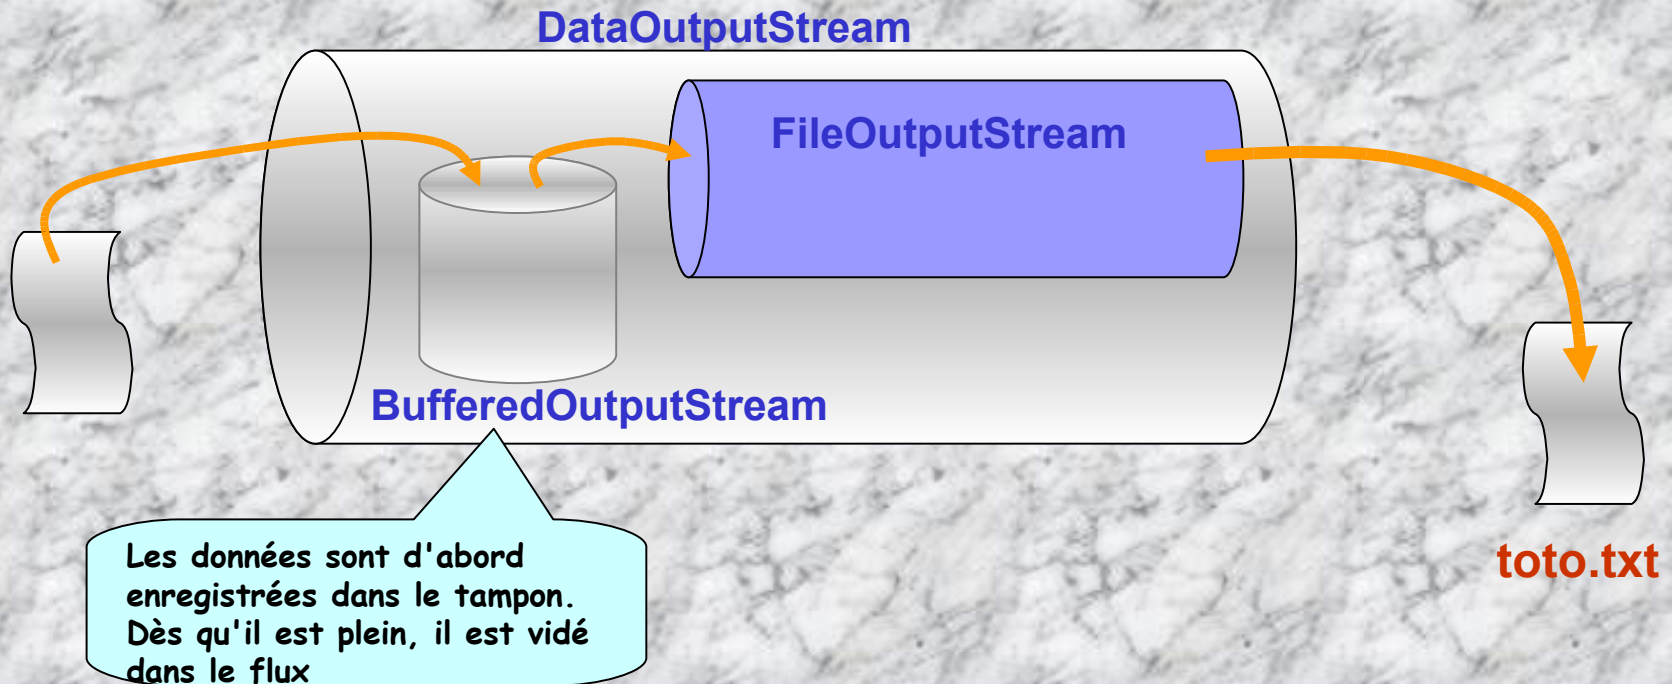 DataOutputStream
FileOutputStream
BufferedOutputStream
Les données sont d'abord
enregistrées dans le tampon.
Dès qu'il est plein, il est vidé
dans le flux
toto.txt